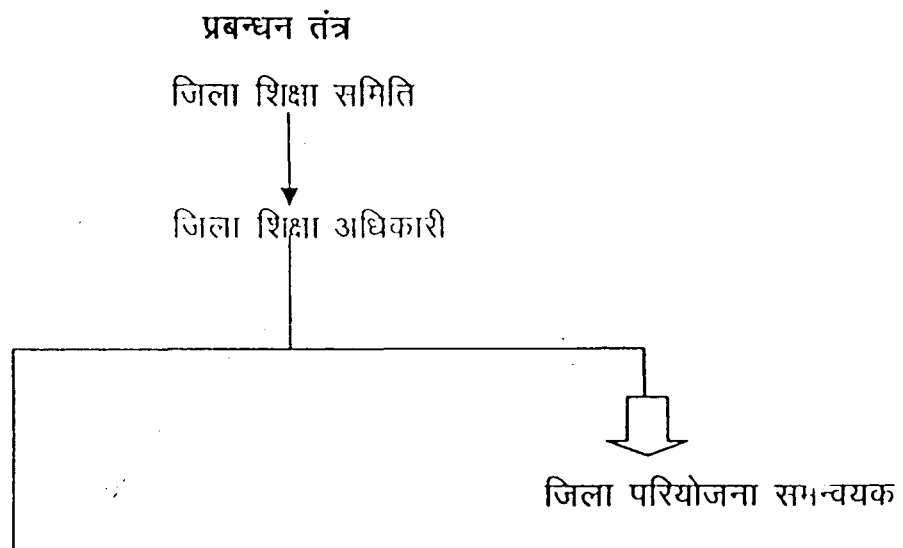 प्रबन्धन तंत्र
जिला शिक्षा समिति
जिला शिक्षा अधिकारी
जिला परियोजना समन्वयक